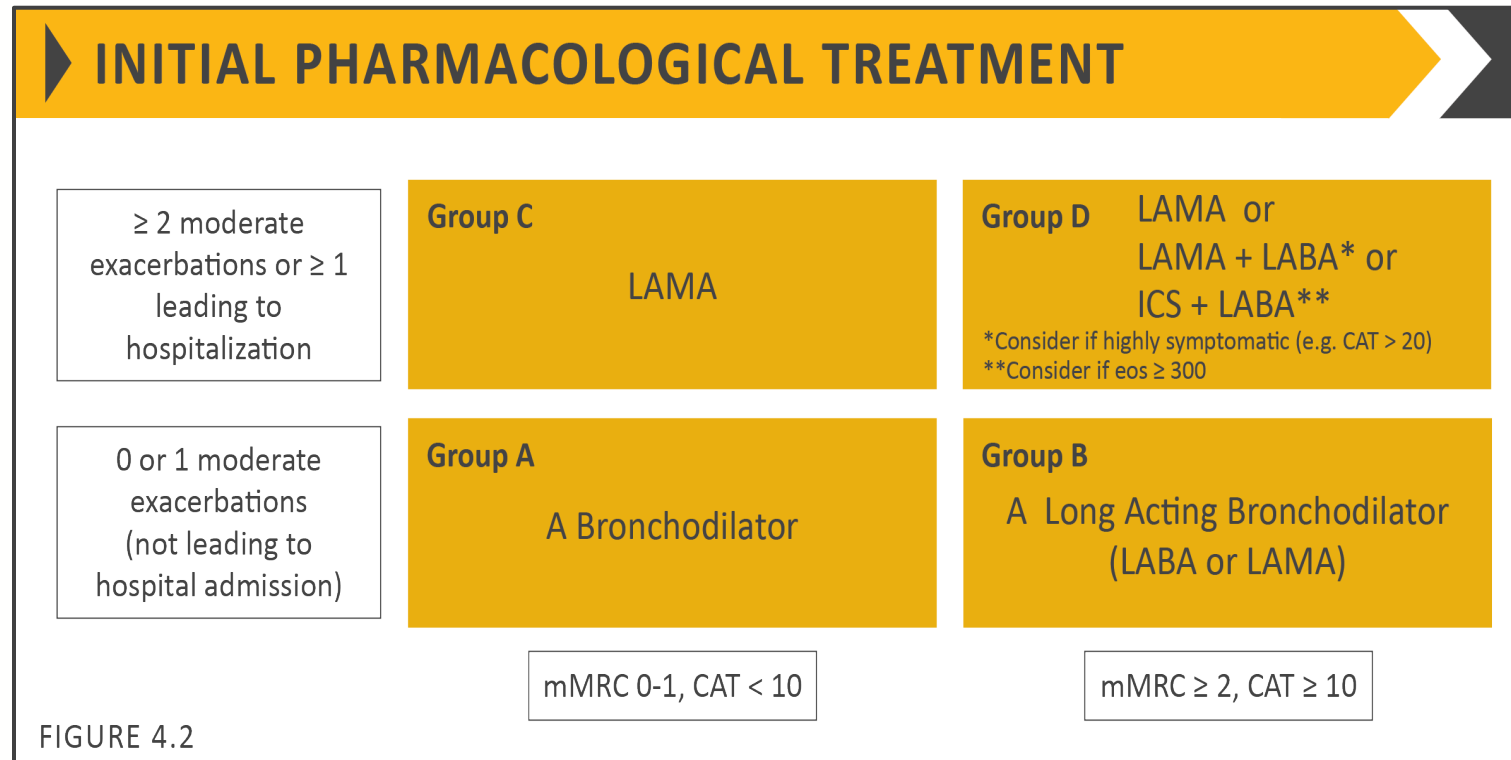 INITIAL PHARMACOLOGICAL TREATMENT
≥ 2 moderate
exacerbations or ≥ 1
leading to
hospitalization
Group C
LAMA
Group D
LAMA or
LAMA + LABA* or
ICS + LABA**
*Consider if highly symptomatic (e.g. CAT > 20)
**Consider if eos ≥ 300
0 or 1 moderate
exacerbations
(not leading to
hospital admission)
Group A
A Bronchodilator
Group B
A Long Acting Bronchodilator
(LABA or LAMA)
mMRC 0-1, CAT < 10
mMRC ≥ 2, CAT ≥ 10
FIGURE 4.2